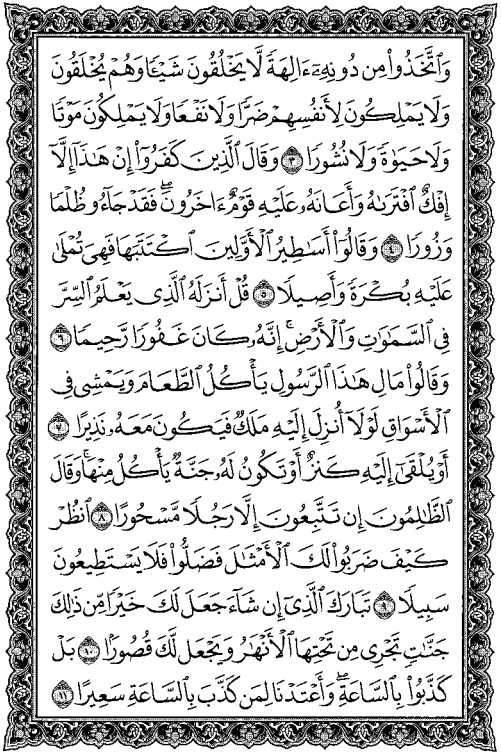 وَٱتَّخَذُوا۟ مِن دُونِهِۦٓ ءَالِهَةً لَّا يَخْلُقُونَ شَيْـًٔا وَهُمْ يُخْلَقُونَ
وَلَا يَمْلِكُونَ لِأَنفُسِهِمْ ضَرًّا وَلَا نَفْعًا وَلَا يَمْلِكُونَ مَوْتًا
وَلَا حَيَوٰةً وَلَا نُشُورًا ٣ وَقَالَ ٱلَّذِينَ كَفَرُوٓا۟ إِنْ هَـٰذَآ إِلَّآ
إِفْكٌ ٱفْتَرَىٰهُ وَأَعَانَهُۥ عَلَيْهِ قَوْمٌ ءَاخَرُونَ ۖ فَقَدْ جَآءُو ظُلْمًا
وَزُورًا ٤ وَقَالُوٓا۟ أَسَـٰطِيرُ ٱلْأَوَّلِينَ ٱكْتَتَبَهَا فَهِىَ تُمْلَىٰ
عَلَيْهِ بُكْرَةً وَأَصِيلًا ٥ قُلْ أَنزَلَهُ ٱلَّذِى يَعْلَمُ ٱلسِّرَّ
فِى ٱلسَّمَـٰوَٰتِ وَٱلْأَرْضِ ۚ إِنَّهُۥ كَانَ غَفُورًا رَّحِيمًا ٦
وَقَالُوا۟ مَالِ هَـٰذَا ٱلرَّسُولِ يَأْكُلُ ٱلطَّعَامَ وَيَمْشِى فِى
ٱلْأَسْوَاقِ ۙ لَوْلَآ أُنزِلَ إِلَيْهِ مَلَكٌ فَيَكُونَ مَعَهُۥ نَذِيرًا ٧
أَوْ يُلْقَىٰٓ إِلَيْهِ كَنزٌ أَوْ تَكُونُ لَهُۥ جَنَّةٌ يَأْكُلُ مِنْهَا ۚ وَقَالَ
ٱلظَّـٰلِمُونَ إِن تَتَّبِعُونَ إِلَّا رَجُلًا مَّسْحُورًا ٨ ٱنظُرْ
كَيْفَ ضَرَبُوا۟ لَكَ ٱلْأَمْثَـٰلَ فَضَلُّوا۟ فَلَا يَسْتَطِيعُونَ
سَبِيلًا ٩ تَبَارَكَ ٱلَّذِىٓ إِن شَآءَ جَعَلَ لَكَ خَيْرًا مِّن ذَٰلِكَ
جَنَّـٰتٍ تَجْرِى مِن تَحْتِهَا ٱلْأَنْهَـٰرُ وَيَجْعَل لَّكَ قُصُورًۢا ١٠ بَلْ
كَذَّبُوا۟ بِٱلسَّاعَةِ ۖ وَأَعْتَدْنَا لِمَن كَذَّبَ بِٱلسَّاعَةِ سَعِيرًا ١١